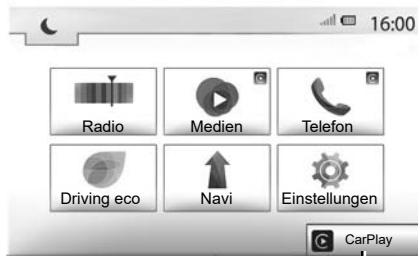 16:00
Radio
Medien
Telefon
Driving eco
Navi
Einstellungen
CarPlay